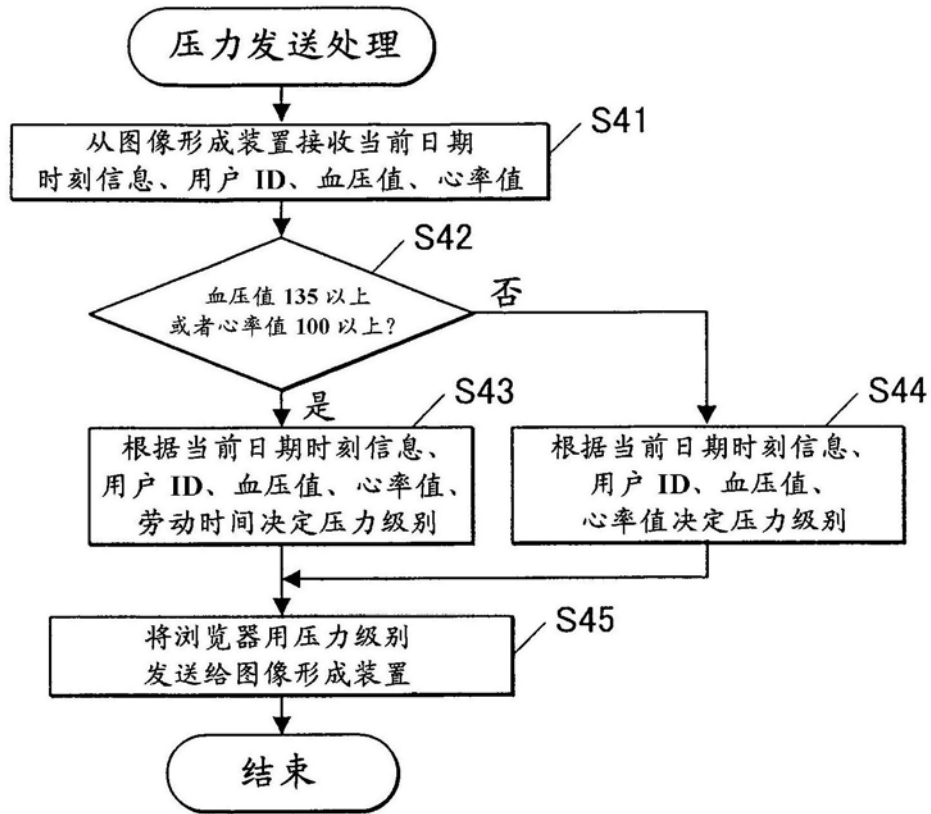 压力发送处理
S41
从图像形成装置接收当前日期
时刻信息、用户 ID、血压值、心率值
S42
血压值 135 以上
或者心率值 100 以上?
否
是
S43
根据当前日期时刻信息、
用户 ID、血压值、心率值、
劳动时间决定压力级别
S44
根据当前日期时刻信息、
用户 ID、血压值、
心率值决定压力级别
S45
将浏览器用压力级别
发送给图像形成装置
结束